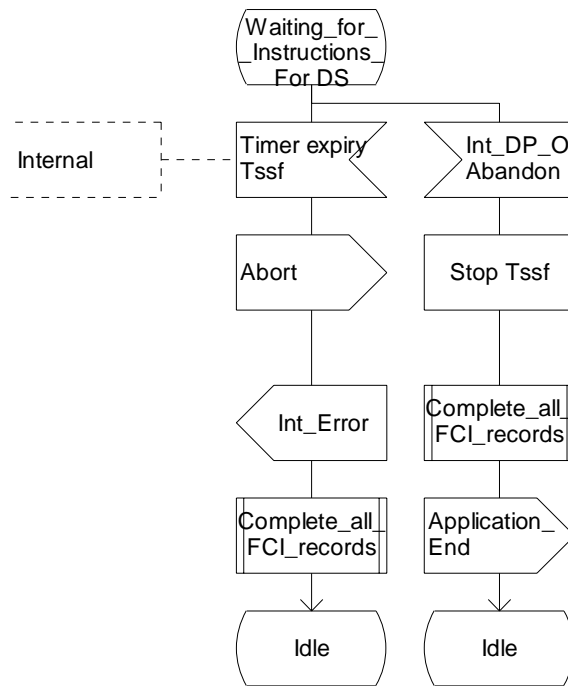 Waiting_for_
_Instructions_
For DS
Internal
Timer expiry
Tssf
Int_DP_O
Abandon
Abort
Stop Tssf
Int_Error
Complete_all_
FCI_records
Complete_all_
FCI_records
Application_
End
Idle
Idle